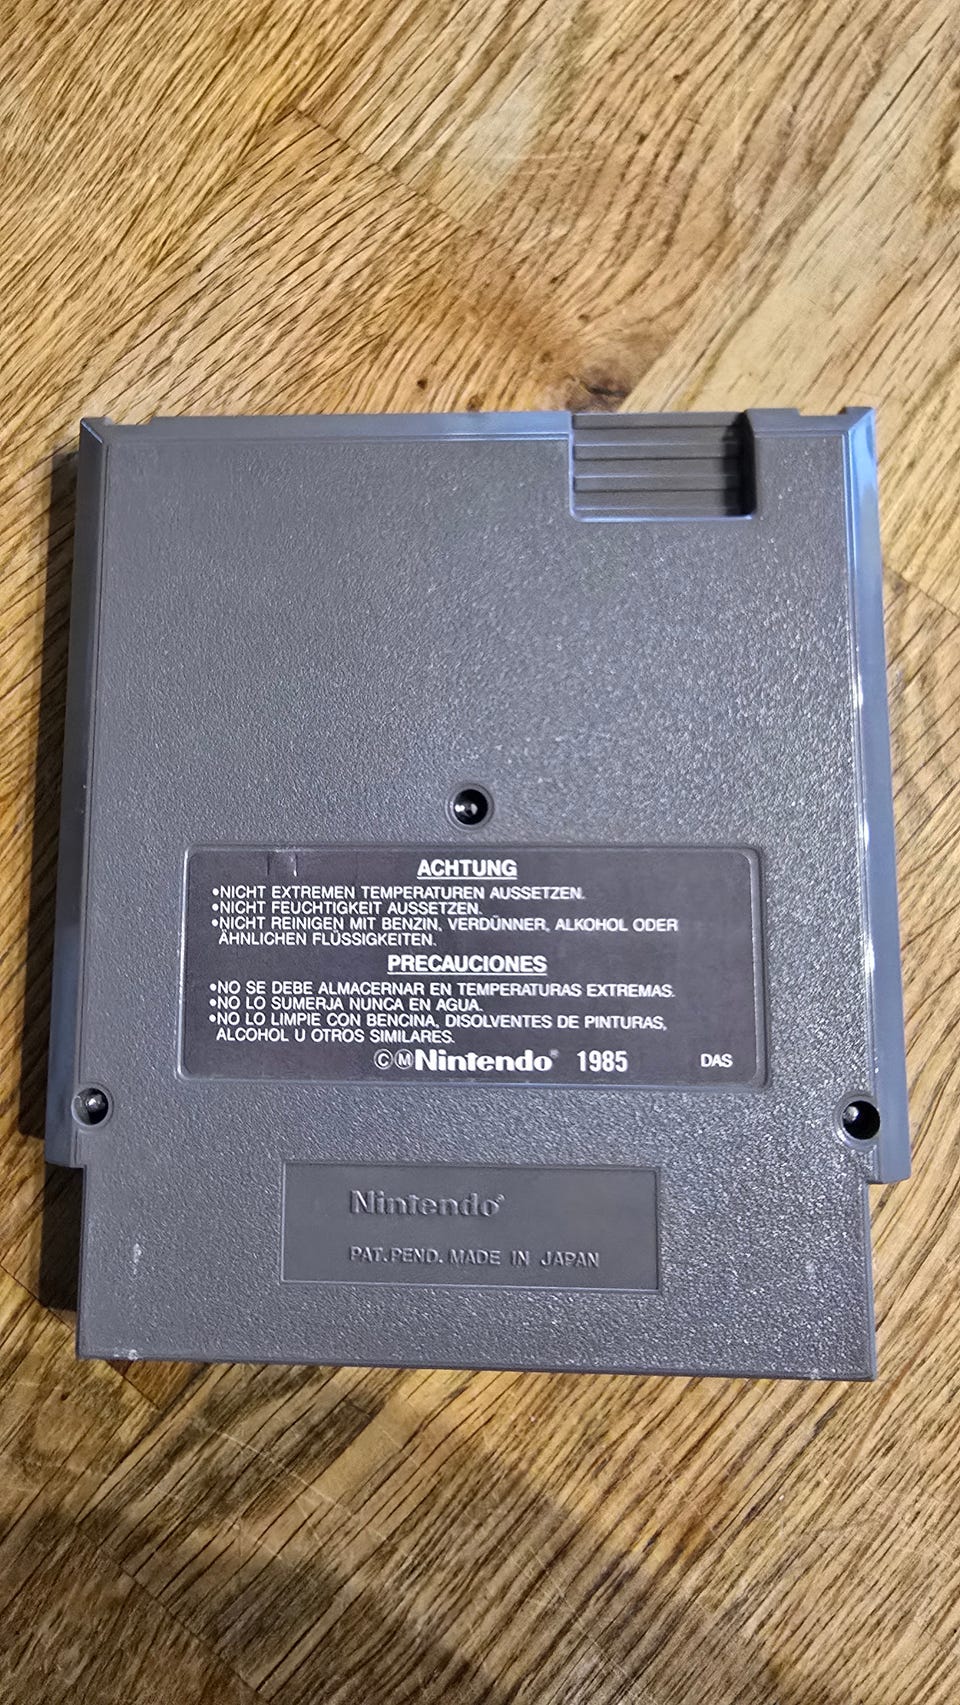 ACHTUNG
•NICHT EXTREMEN TEMPERATUREN AUSSETZEN.
•NICHT FEUCHTIGKEIT AUSSETZEN.
•NICHT REINIGEN MIT BENZIN, VERDÜNNER, ALKOHOL ODER
ÄHNLICHEN FLÜSSIGKEITEN.
PRECAUCIONES
•NO SE DEBE ALMACERNAR EN TEMPERATURAS EXTREMAS.
•NO LO SUMERJA NUNCA EN AGUA.
•NO LO LIMPIE CON BENCINA, DISOLVENTES DE PINTURAS,
ALCOHOL U OTROS SIMILARES.
©ⓂNintendo® 1985 DAS
Nintendo®
PAT.PEND. MADE IN JAPAN